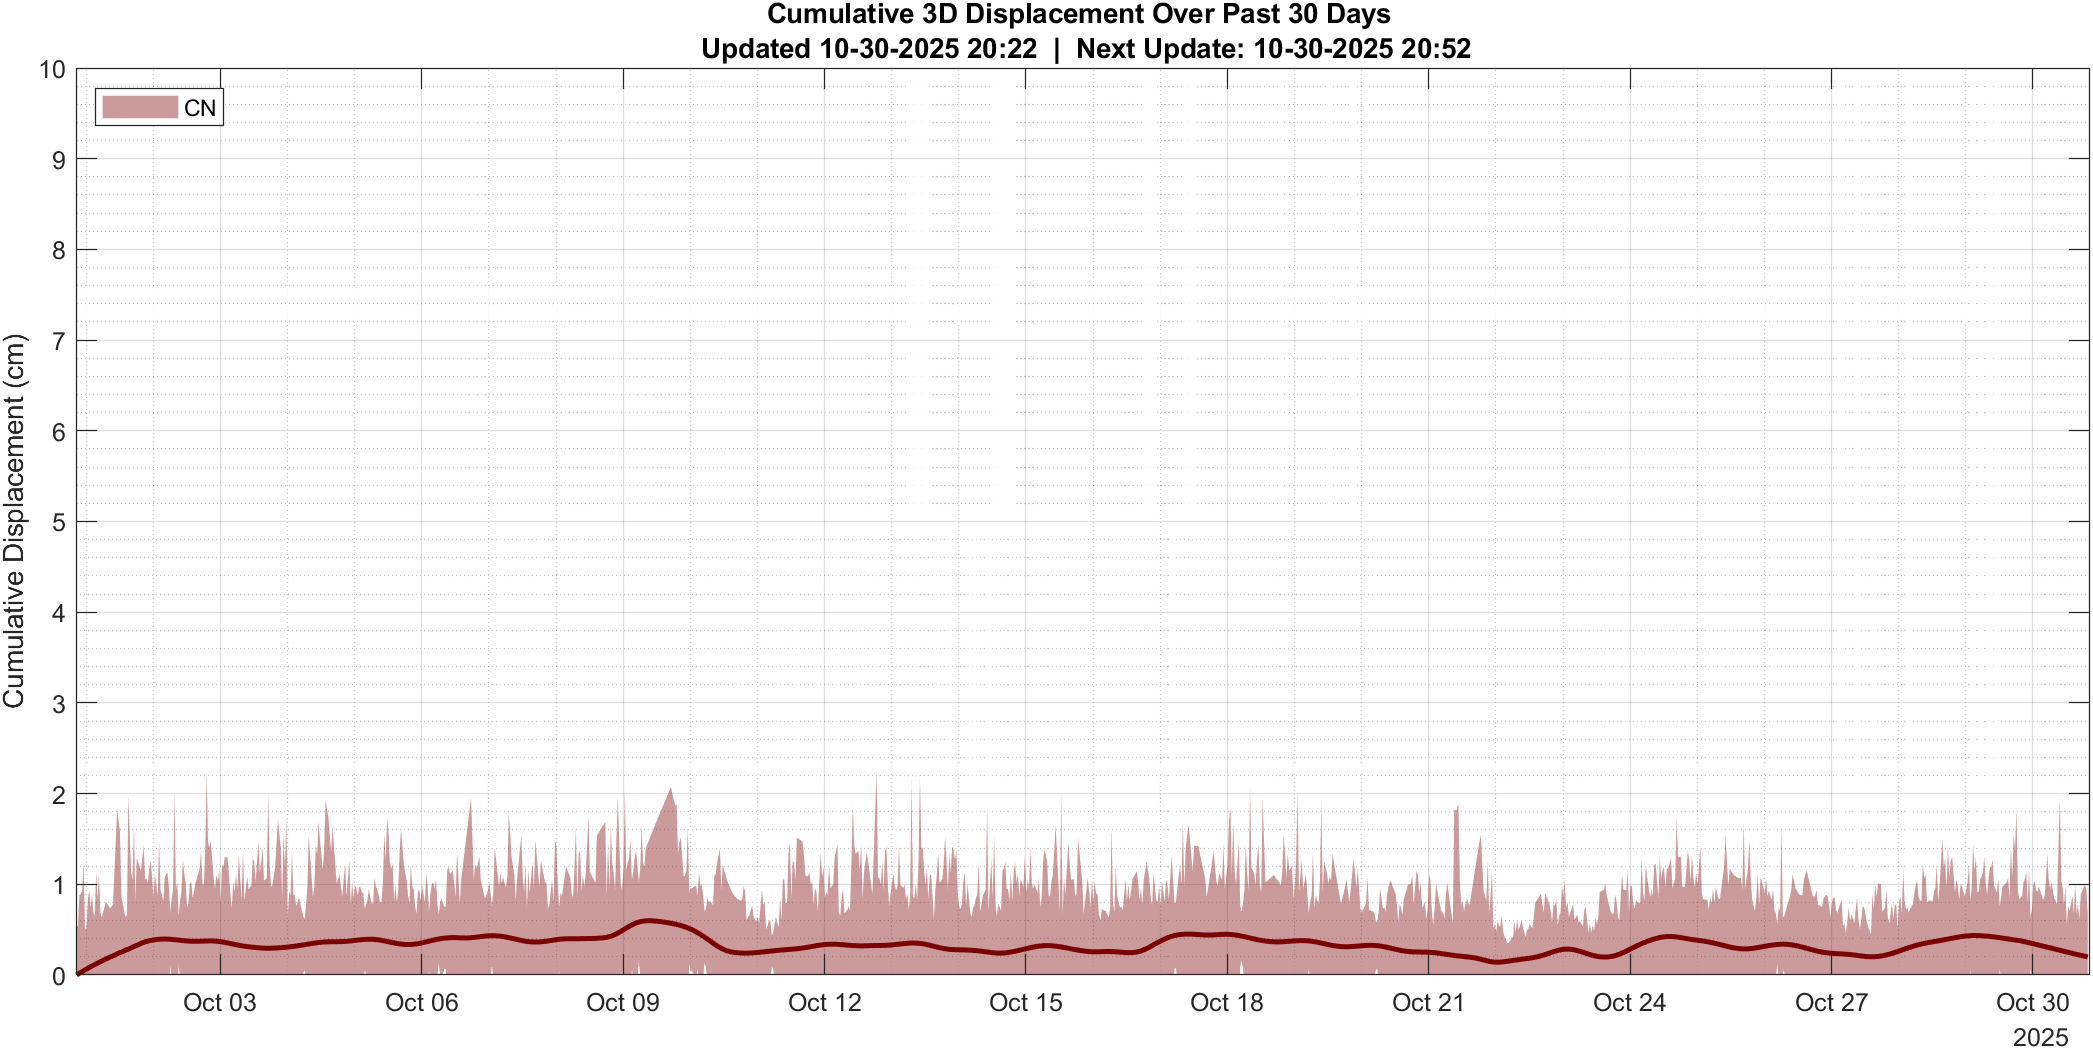 Cumulative 3D Displacement Over Past 30 Days
Updated 10-30-2025 20:22 | Next Update: 10-30-2025 20:52
CN
Cumulative Displacement (cm)
10
9
8
7
6
5
4
3
2
1
0
Oct 03 Oct 06 Oct 09 Oct 12 Oct 15 Oct 18 Oct 21 Oct 24 Oct 27 Oct 30
2025